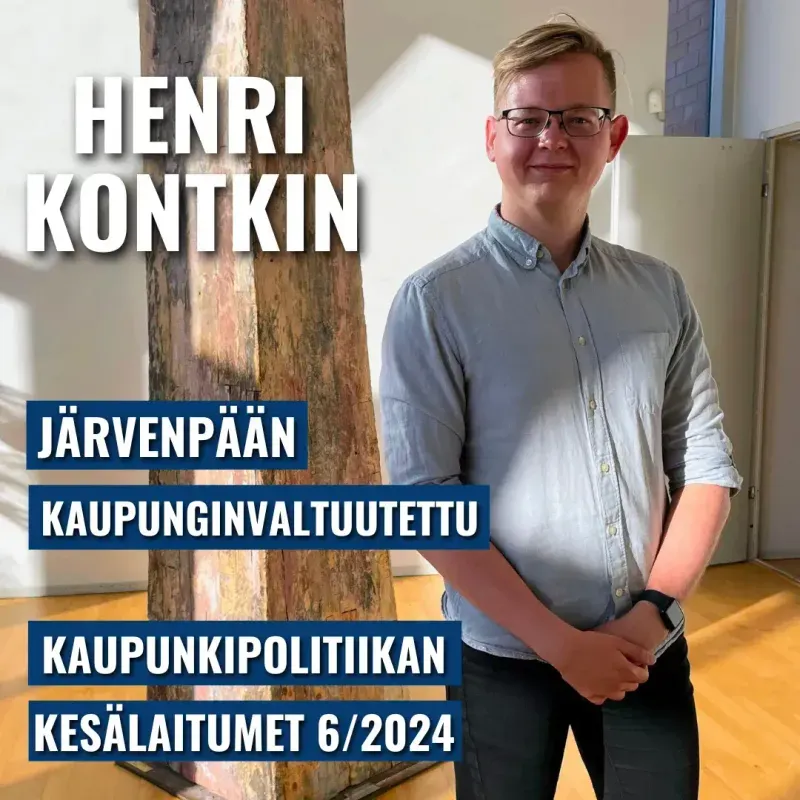 HENRI
KONTKIN
JÄRVENPÄÄN
KAUPUNGINVALTUUTETTU
KAUPUNKIPOLITIIKAN
KESÄLAITUMET 6/2024